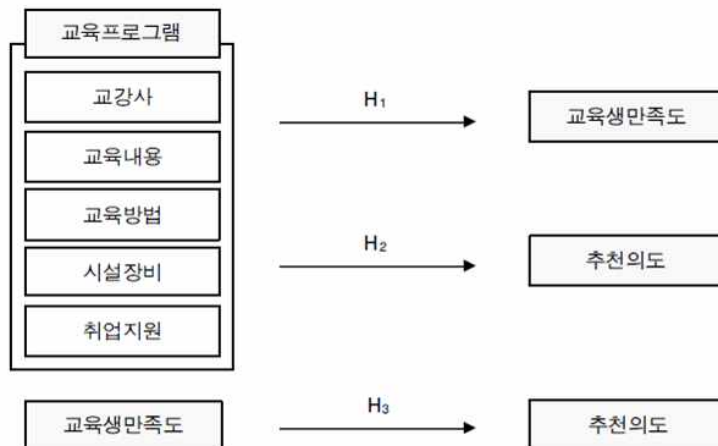 교육프로그램
교강사
교육내용
교육방법
시설장비
취업지원
H₁
교육생만족도
H₂
추천의도
교육생만족도
H₃
추천의도